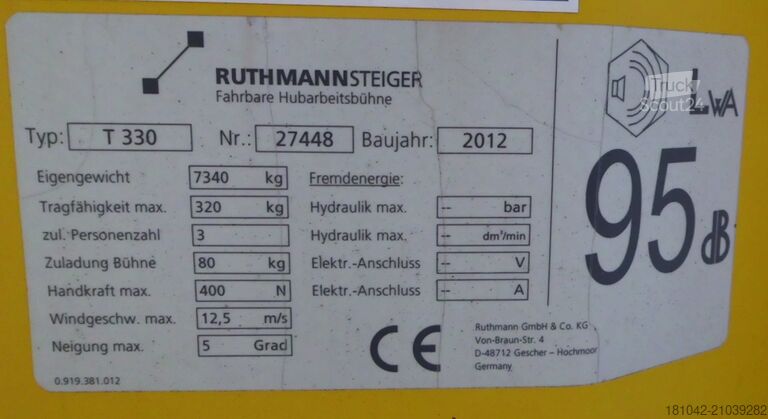 RUTHMANNSTEIGER
Fahrbare Hubarbeitsbühne
Typ: T 330 Nr.: 27448 Baujahr: 2012
Eigengewicht 7340 kg Fremdenergie:
Tragfähigkeit max. 320 kg Hydraulik max. -- bar
zul. Personenzahl 3 Hydraulik max. -- dm³/min
Zuladung Bühne 80 kg Elektr.-Anschluss -- V
Handkraft max. 400 N Elektr.-Anschluss -- A
Windgeschw. max. 12,5 m/s
Neigung max. 5 Grad
CE
Ruthmann GmbH & Co. KG
Von-Braun-Str. 4
D-48712 Gescher - Hochmoor
Germany
0.919.381.012
LWA
95 dB
Truck
Scout24
181042-21039282